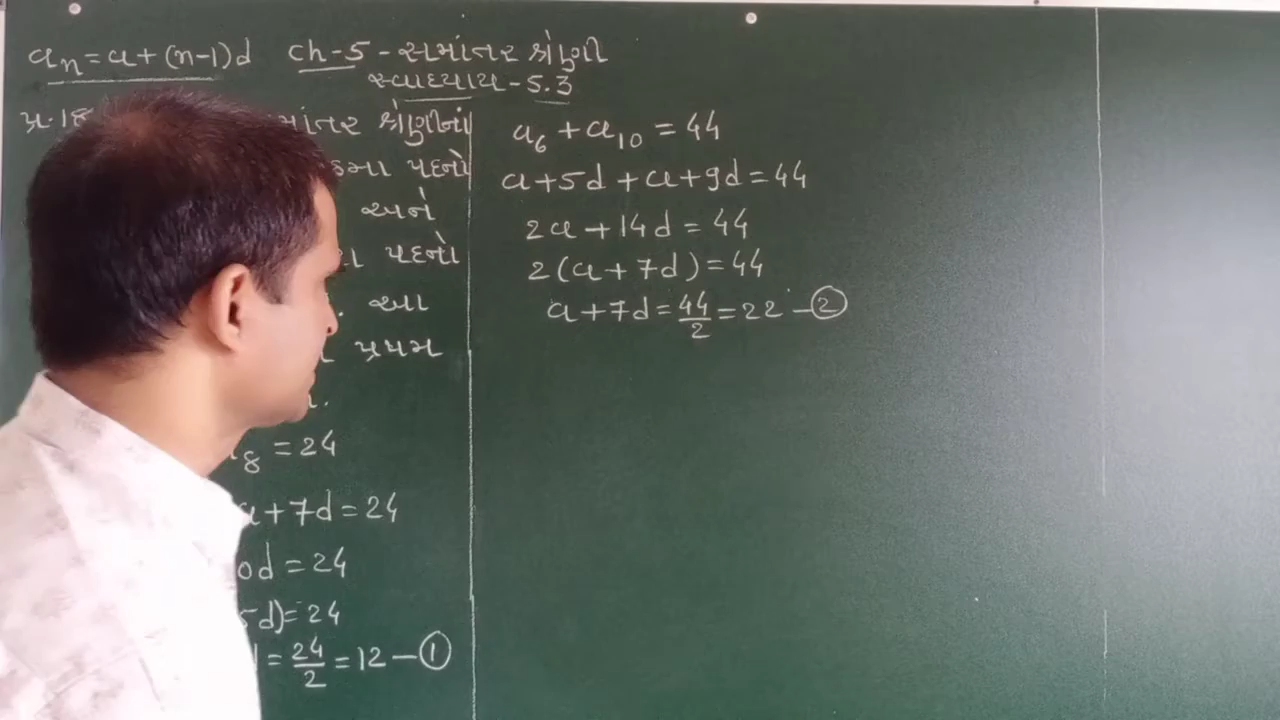 aₙ = a + (n-1)d ch-5 - સમાંતર શ્રેણી
સ્વાધ્યાય - 5.3
પ્ર.18 માંતર શ્રેણીનાં
મા પદનો
અને
પદનો
આ
પ્રથમ
₈ = 24
a + 7d = 24
0d = 24
5d) = 24
= 24/2 = 12 - ①
a₆ + a₁₀ = 44
a + 5d + a + 9d = 44
2a + 14d = 44
2(a + 7d) = 44
a + 7d = 44/2 = 22 - ②